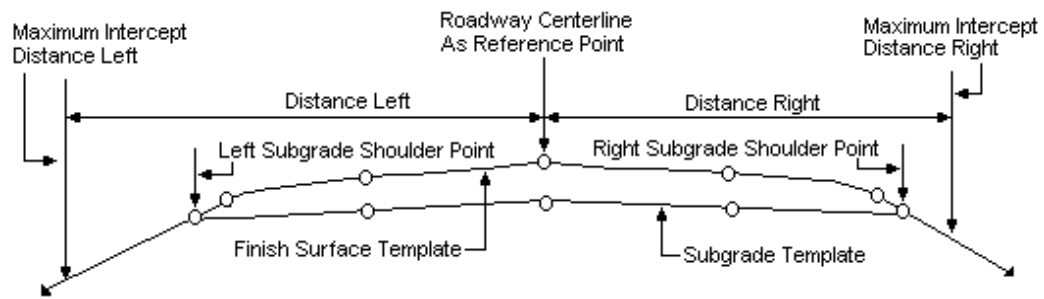 Maximum Intercept
Distance Left
Roadway Centerline
As Reference Point
Maximum Intercept
Distance Right
Distance Left
Distance Right
Left Subgrade Shoulder Point
Right Subgrade Shoulder Point
Finish Surface Template
Subgrade Template